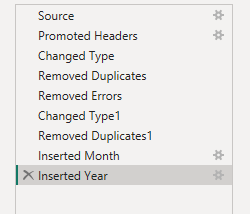 Source
Promoted Headers
Changed Type
Removed Duplicates
Removed Errors
Changed Type1
Removed Duplicates1
Inserted Month
Inserted Year